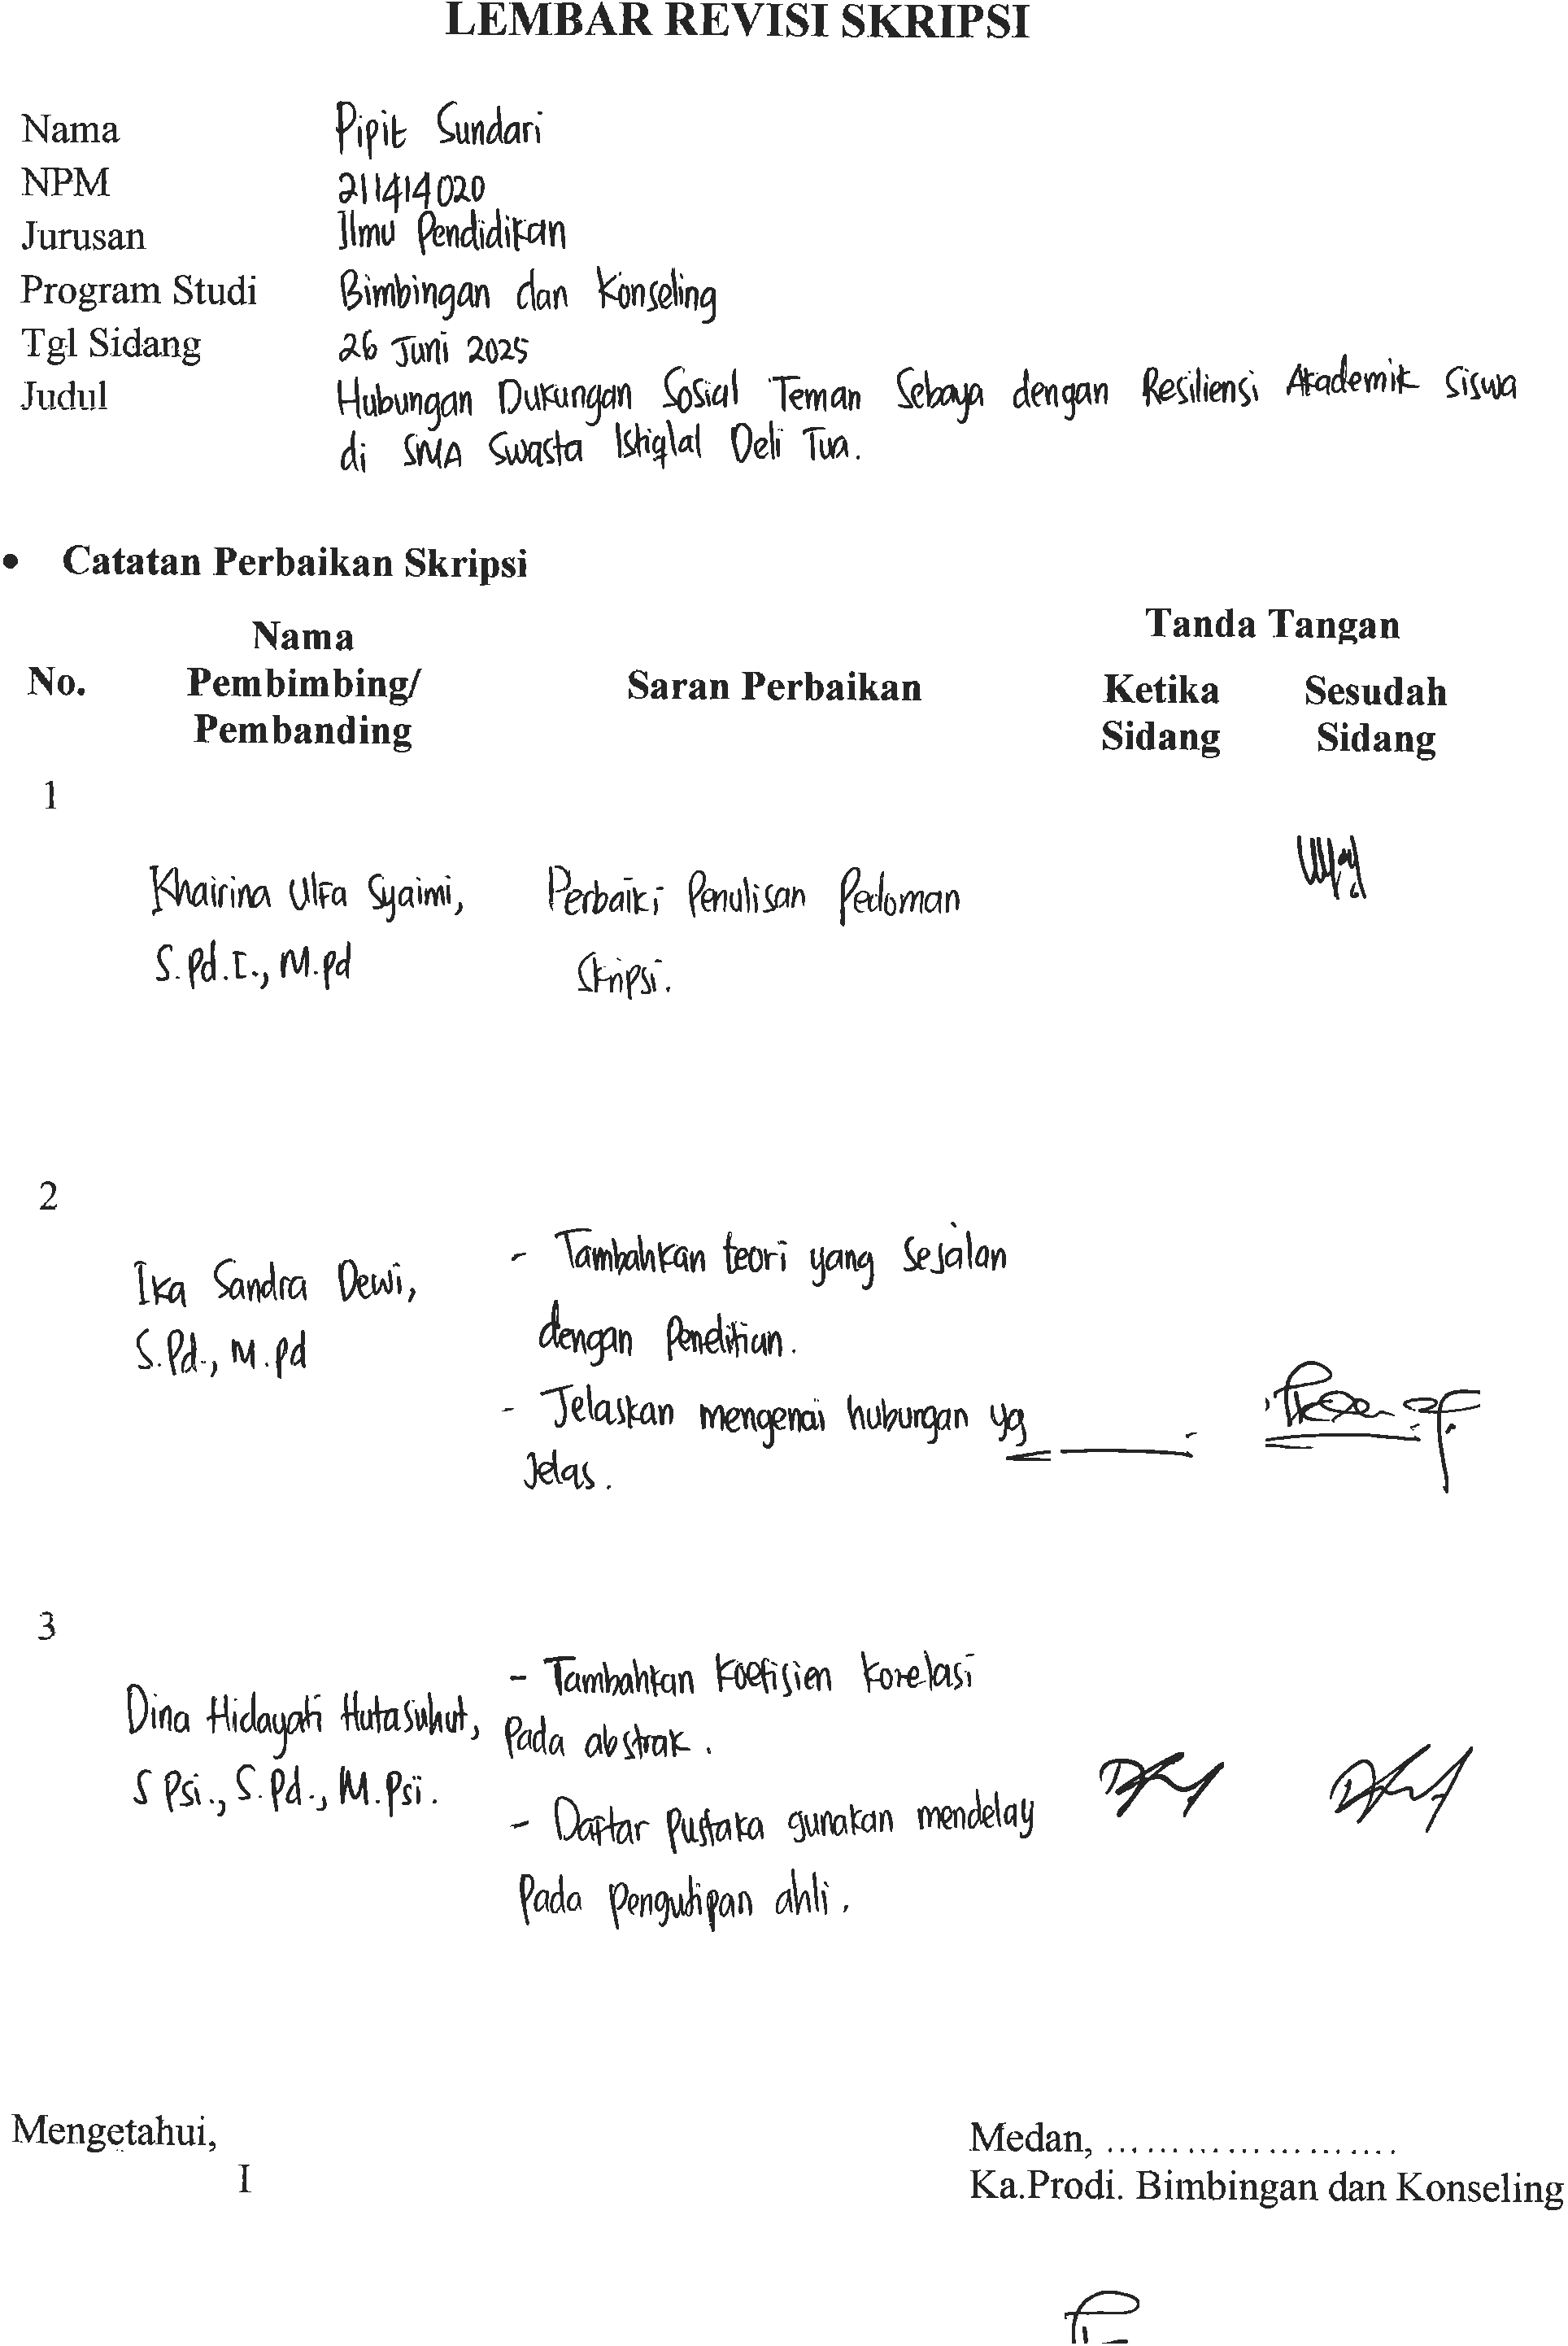 LEMBAR REVISI SKRIPSI
Nama Pipit Sundari
NPM 211414020
Jurusan Ilmu Pendidikan
Program Studi Bimbingan dan Konseling
Tgl Sidang 26 Juni 2025
Judul Hubungan Dukungan Sosial Teman Sebaya dengan Resiliensi Akademik Siswa
di SMA Swasta Istiqlal Deli Tua.
• Catatan Perbaikan Skripsi
No.
Nama
Pembimbing/
Pembanding
Saran Perbaikan
Tanda Tangan
Ketika
Sidang
Sesudah
Sidang
1
Khairina Ulfa Syaimi,
S.Pd.I., M.pd
Perbaiki Penulisan Pedoman
Skripsi.
2
Ika Sandra Dewi,
S.Pd., M.pd
- Tambahkan teori yang sejalan
dengan Penelitian.
- Jelaskan mengenai hubungan yg
Jelas.
3
Dina Hidayati Hutasuhut,
S Psi., S.Pd., M.Psi.
- Tambahkan koefisien korelasi
Pada abstrak.
- Daftar Pustaka gunakan mendelay
Pada Pengutipan ahli.
Mengetahui,
I
Medan, .....................
Ka.Prodi. Bimbingan dan Konseling